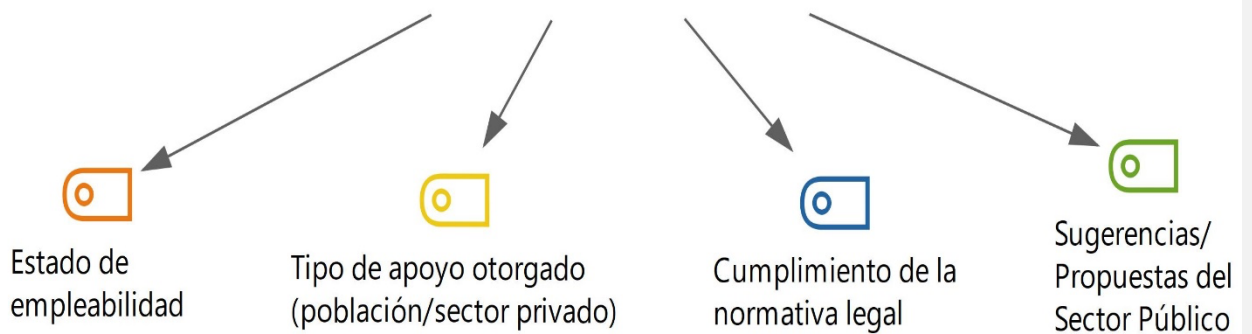 Estado de
empleabilidad
Tipo de apoyo otorgado
(población/sector privado)
Cumplimiento de la
normativa legal
Sugerencias/
Propuestas del
Sector Público